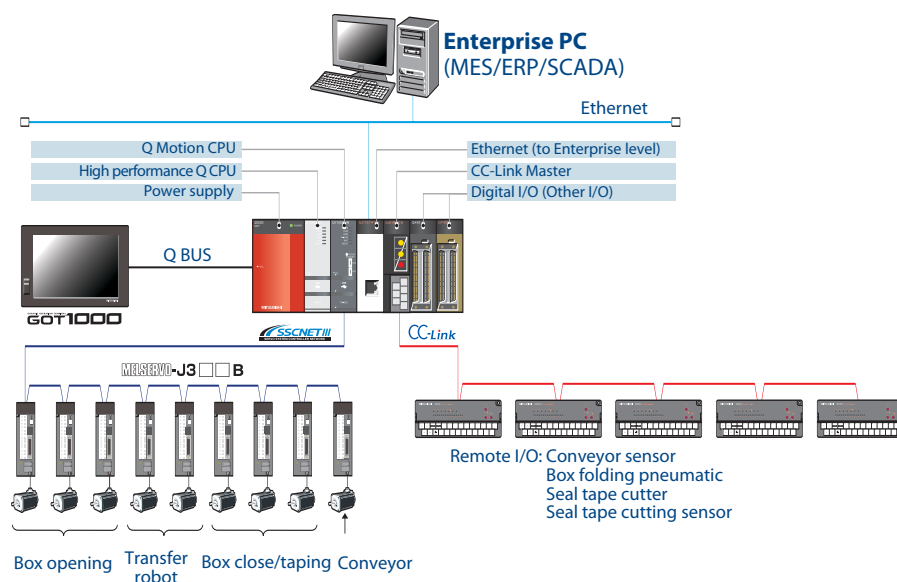 Enterprise PC
(MES/ERP/SCADA)
Ethernet
Q Motion CPU
High performance Q CPU
Power supply
Ethernet (to Enterprise level)
CC-Link Master
Digital I/O (Other I/O)
Q BUS
GOT1000
SSCNETIII
CC-Link
MELSERVO-J3□□B
Remote I/O: Conveyor sensor
Box folding pneumatic
Seal tape cutter
Seal tape cutting sensor
Box opening
Transfer
robot
Box close/taping
Conveyor